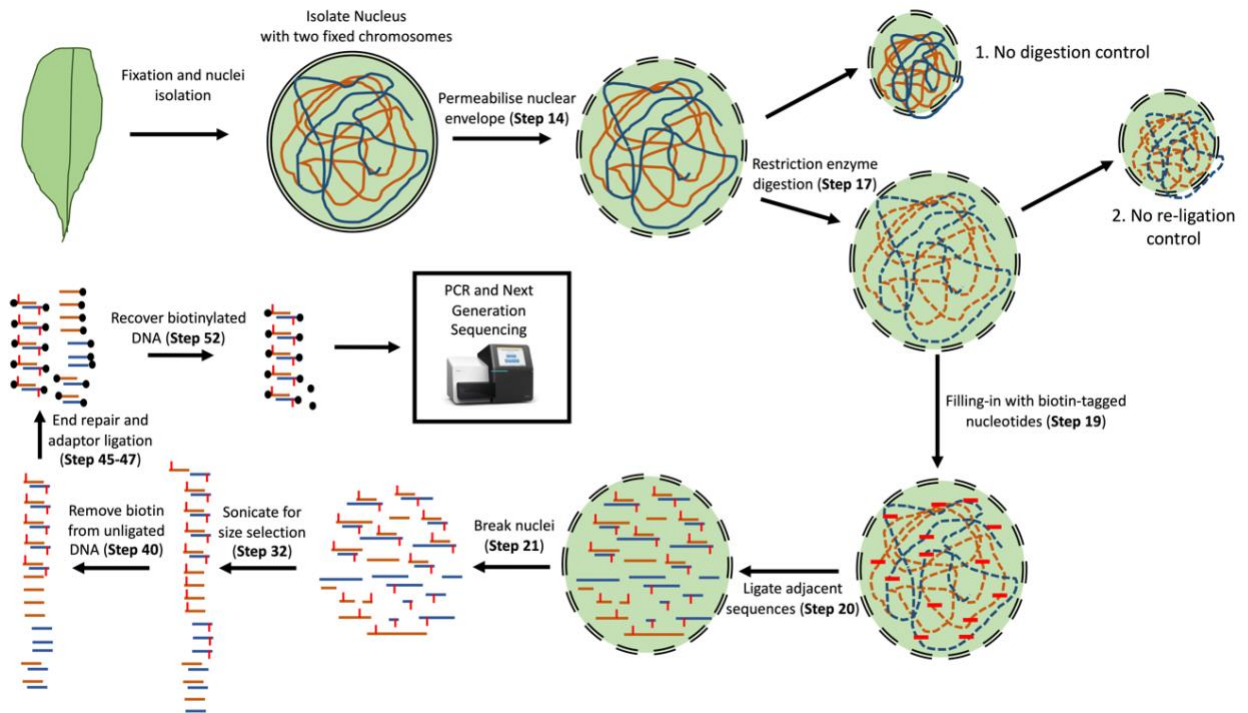 Isolate Nucleus
with two fixed chromosomes
Fixation and nuclei
isolation
Permeabilise nuclear
envelope (Step 14)
1. No digestion control
Restriction enzyme
digestion (Step 17)
2. No re-ligation
control
Filling-in with biotin-tagged
nucleotides (Step 19)
Ligate adjacent
sequences (Step 20)
Break nuclei
(Step 21)
Sonicate for
size selection
(Step 32)
Remove biotin
from unligated
DNA (Step 40)
End repair and
adaptor ligation
(Step 45-47)
Recover biotinylated
DNA (Step 52)
PCR and Next
Generation
Sequencing